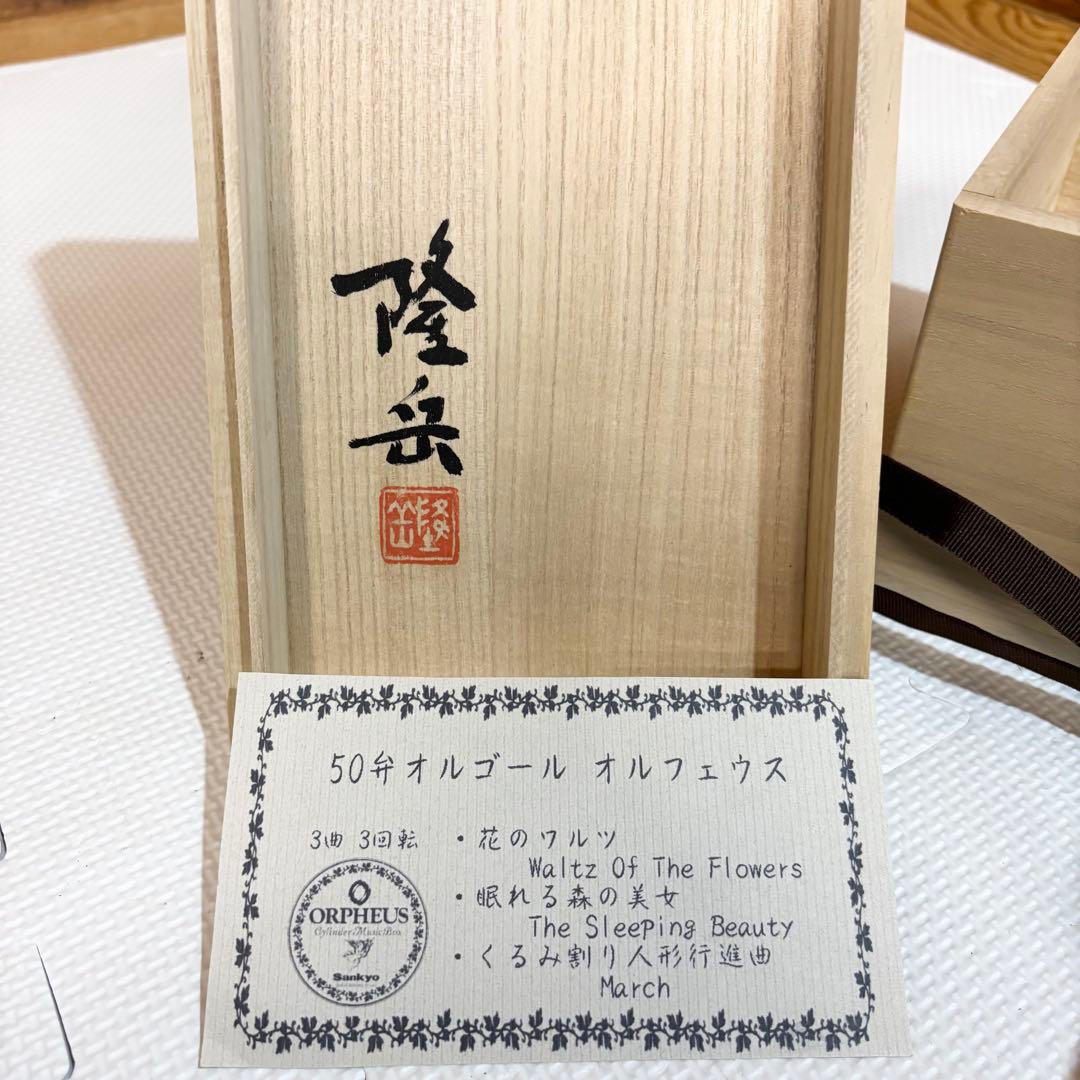 隆
岳
隆岳
50弁オルゴール オルフェウス
3曲 3回転
・花のワルツ
Waltz Of The Flowers
・眠れる森の美女
The Sleeping Beauty
・くるみ割り人形行進曲
March
ORPHEUS
Cylinder Music Box
Sankyo